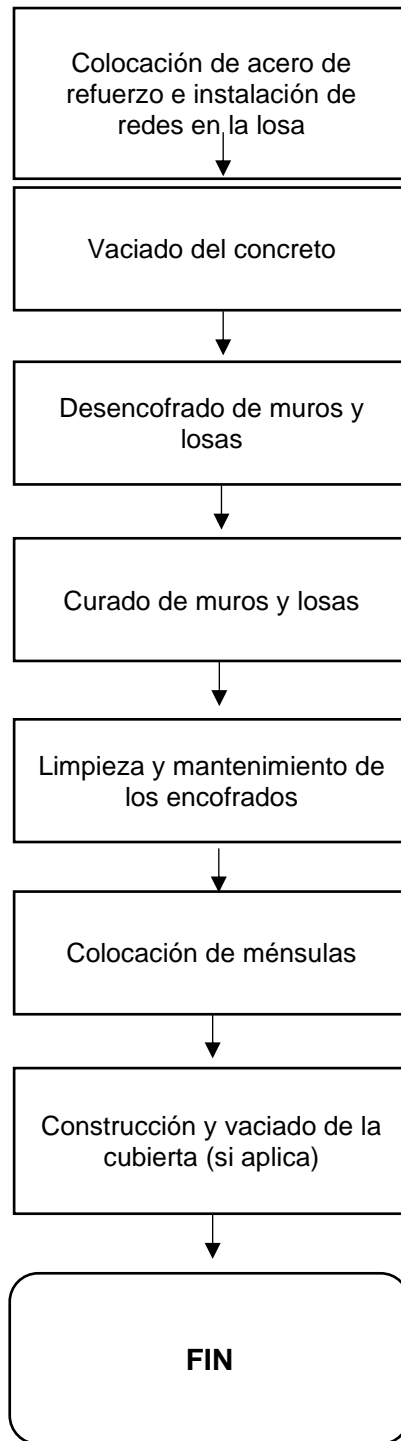 Colocación de acero de
refuerzo e instalación de
redes en la losa
Vaciado del concreto
Desencofrado de muros y
losas
Curado de muros y losas
Limpieza y mantenimiento de
los encofrados
Colocación de ménsulas
Construcción y vaciado de la
cubierta (si aplica)
FIN